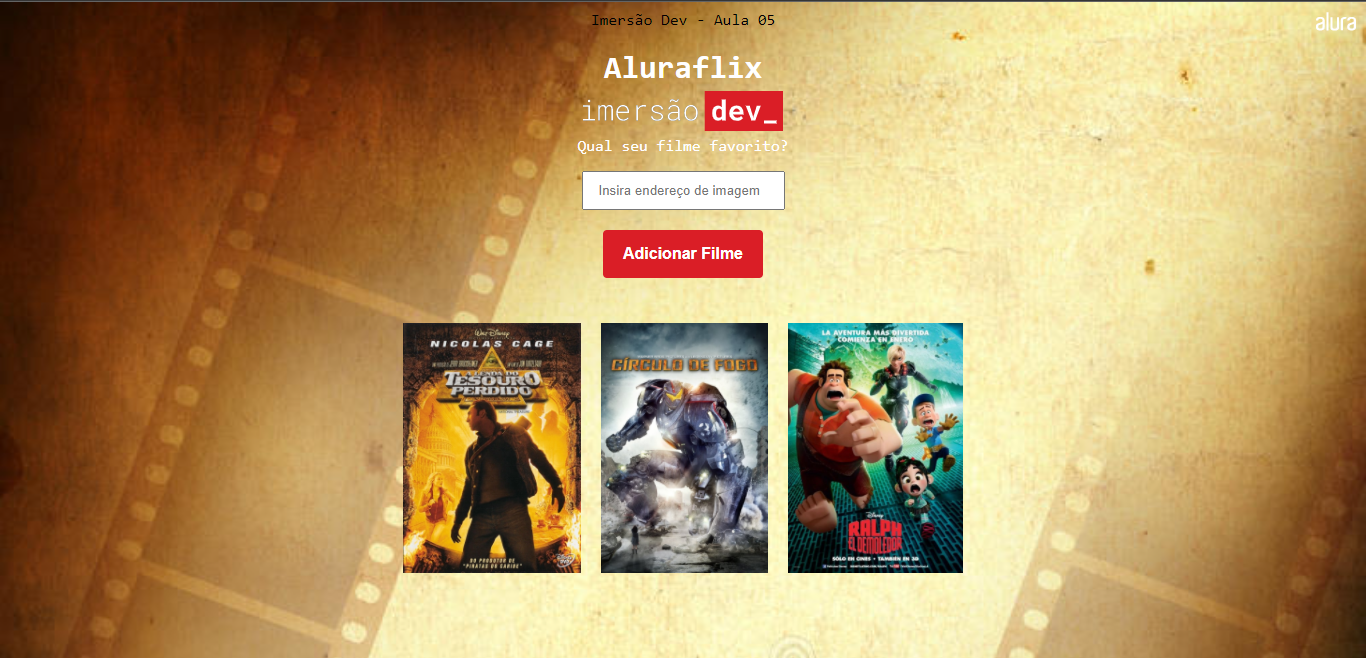 Imersão Dev - Aula 05
alura
Aluraflix
imersão dev_
Qual seu filme favorito?
Insira endereço de imagem
Adicionar Filme
Walt Disney
NICOLAS CAGE
A LENDA DO
TESOURO
PERDIDO
DO PRODUTOR DE
"PIRATAS DO CARIBE"
CÍRCULO DE FOGO
LA AVENTURA MÁS DIVERTIDA
COMIENZA EN ENERO
Disney
RALPH
EL DEMOLEDOR
SÓLO EN CINES • TAMBIÉN EN 3D